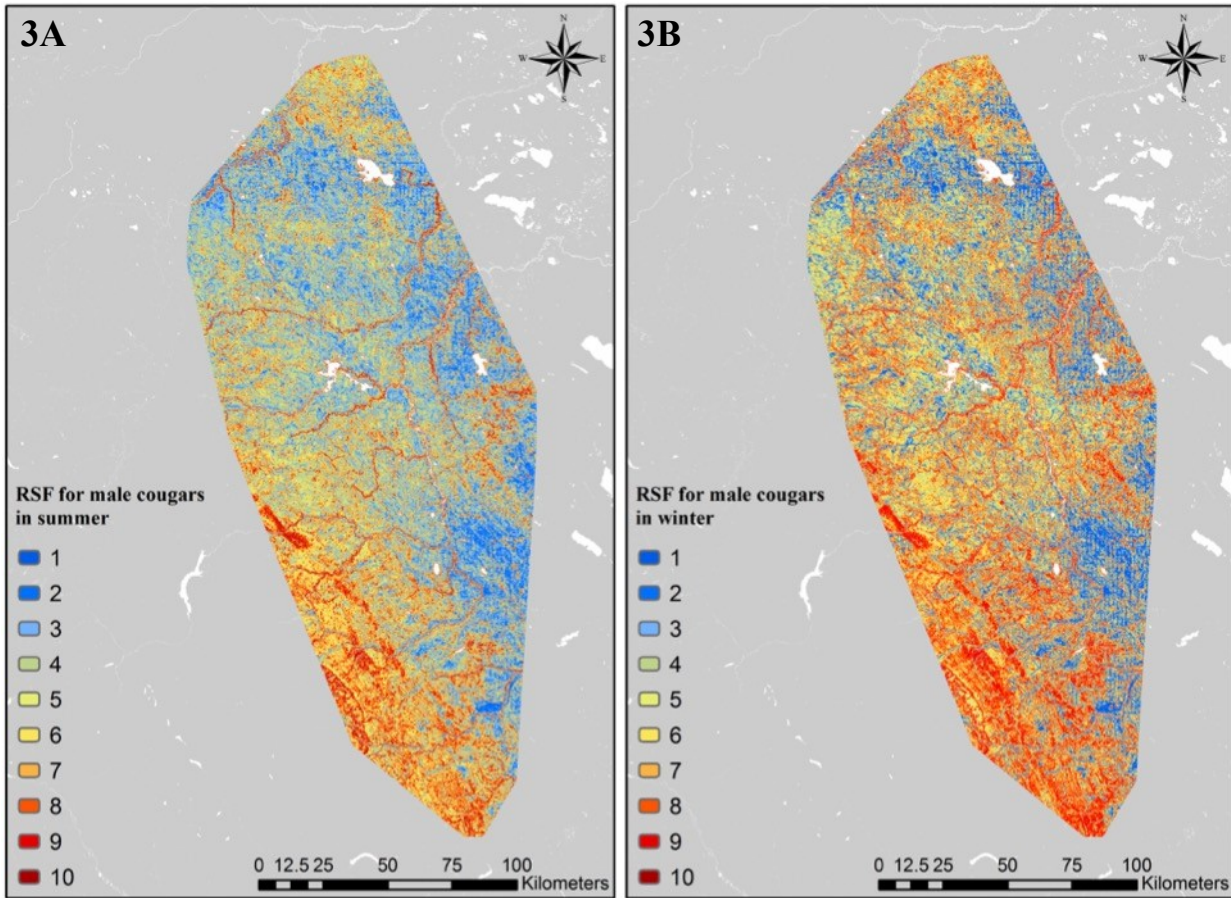 3A
N
W
E
S
RSF for male cougars
in summer
1
2
3
4
5
6
7
8
9
10
0 12.5 25 50 75 100
Kilometers
3B
N
W
E
S
RSF for male cougars
in winter
1
2
3
4
5
6
7
8
9
10
0 12.5 25 50 75 100
Kilometers